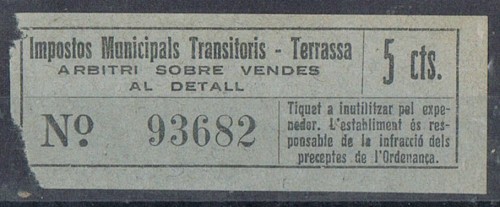 Impostos Municipals Transitoris - Terrassa
ARBITRI SOBRE VENDES
AL DETALL
5 cts.
Nº 93682
Tiquet a inutilitzar pel expe-
nedor. L'establiment és res-
ponsable de la infracció dels
preceptes de l'Ordenança.